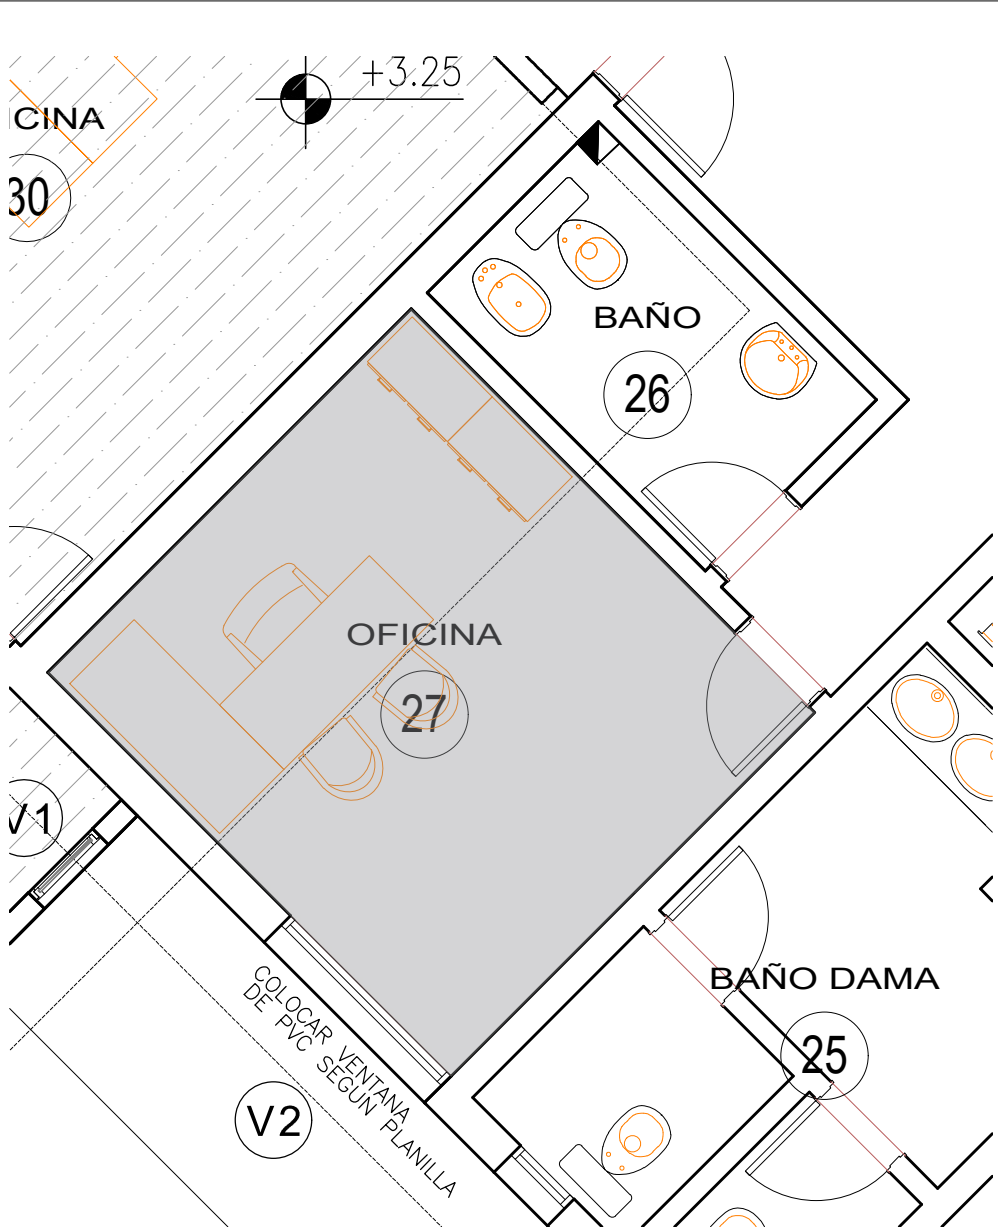 +3.25
CINA
30
BAÑO
26
OFICINA
27
V1
BAÑO DAMA
25
COLOCAR VENTANA
DE PVC SEGUN PLANILLA
V2